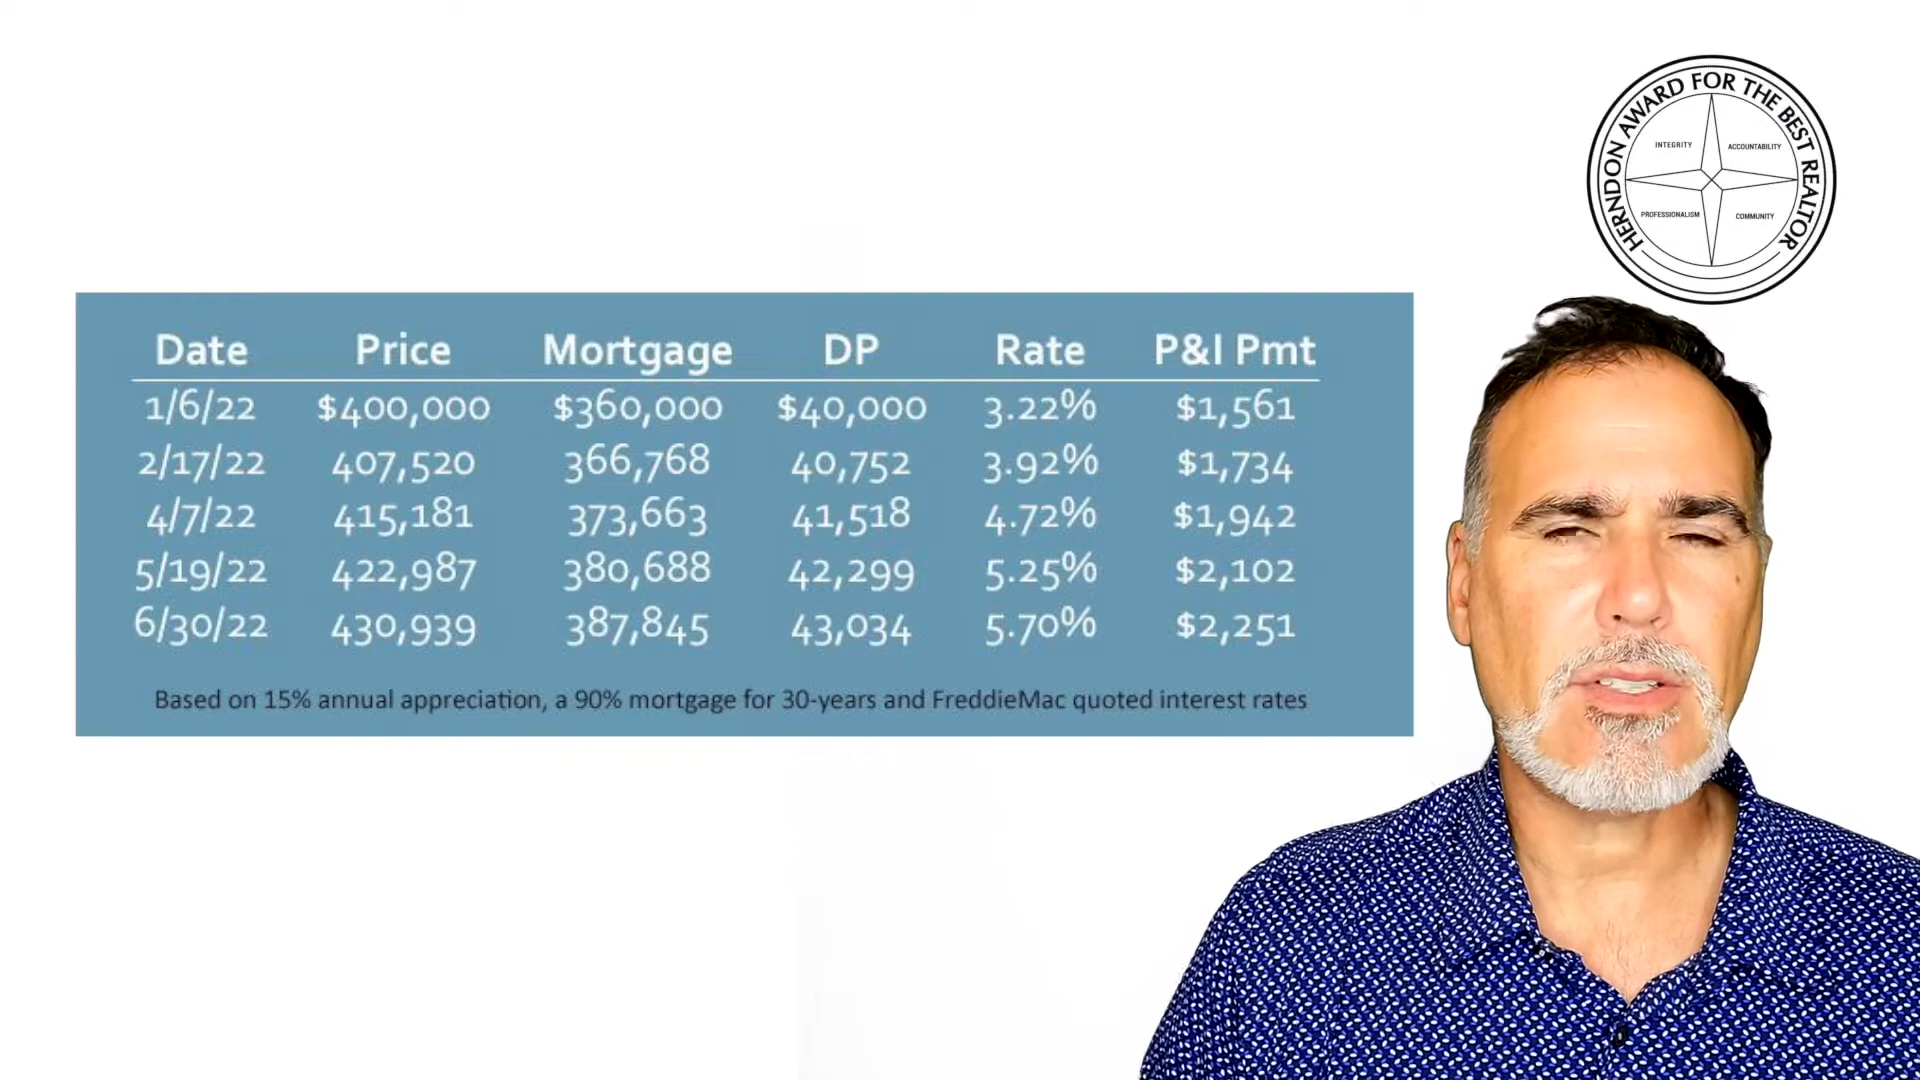 HERNDON AWARD FOR THE BEST REALTOR
INTEGRITY
ACCOUNTABILITY
PROFESSIONALISM
COMMUNITY
Date Price Mortgage DP Rate P&I Pmt
1/6/22 $400,000 $360,000 $40,000 3.22% $1,561
2/17/22 407,520 366,768 40,752 3.92% $1,734
4/7/22 415,181 373,663 41,518 4.72% $1,942
5/19/22 422,987 380,688 42,299 5.25% $2,102
6/30/22 430,939 387,845 43,034 5.70% $2,251
Based on 15% annual appreciation, a 90% mortgage for 30-years and FreddieMac quoted interest rates